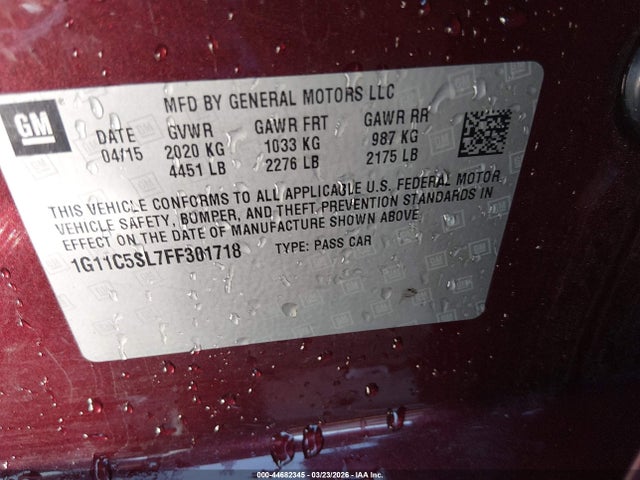 GM
MFD BY GENERAL MOTORS LLC
DATE GVWR GAWR FRT GAWR RR
04/15 2020 KG 1033 KG 987 KG
4451 LB 2276 LB 2175 LB
THIS VEHICLE CONFORMS TO ALL APPLICABLE U.S. FEDERAL MOTOR
VEHICLE SAFETY, BUMPER, AND THEFT PREVENTION STANDARDS IN
EFFECT ON THE DATE OF MANUFACTURE SHOWN ABOVE
1G11C5SL7FF301718 TYPE: PASS CAR
000-44682345 - 03/23/2026 - IAA Inc.